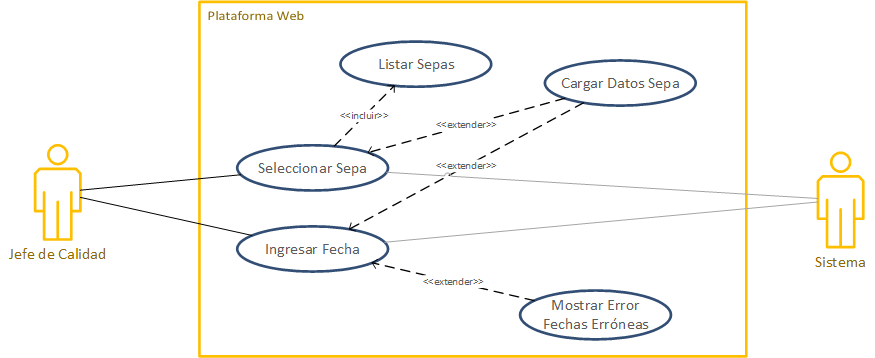 Plataforma Web
Listar Sepas
Cargar Datos Sepa
<<incluir>>
<<extender>>
Seleccionar Sepa
<<extender>>
Jefe de Calidad
Ingresar Fecha
Sistema
<<extender>>
Mostrar Error
Fechas Erróneas